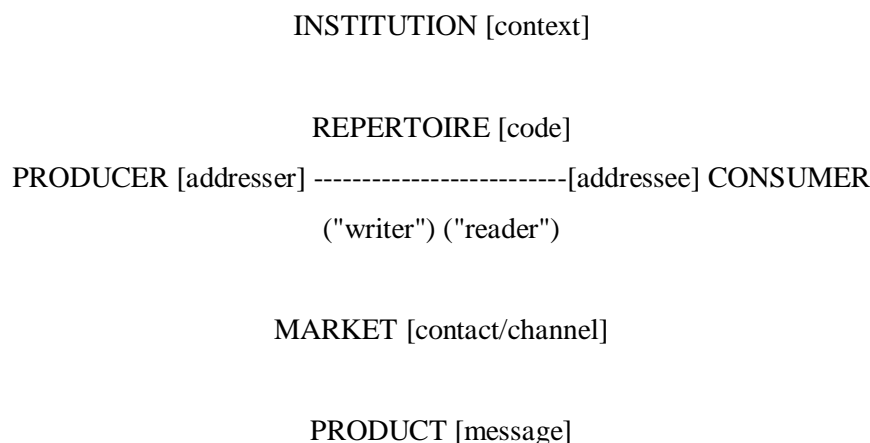 INSTITUTION [context]
REPERTOIRE [code]
PRODUCER [addresser] --------------------------[addressee] CONSUMER
("writer") ("reader")
MARKET [contact/channel]
PRODUCT [message]